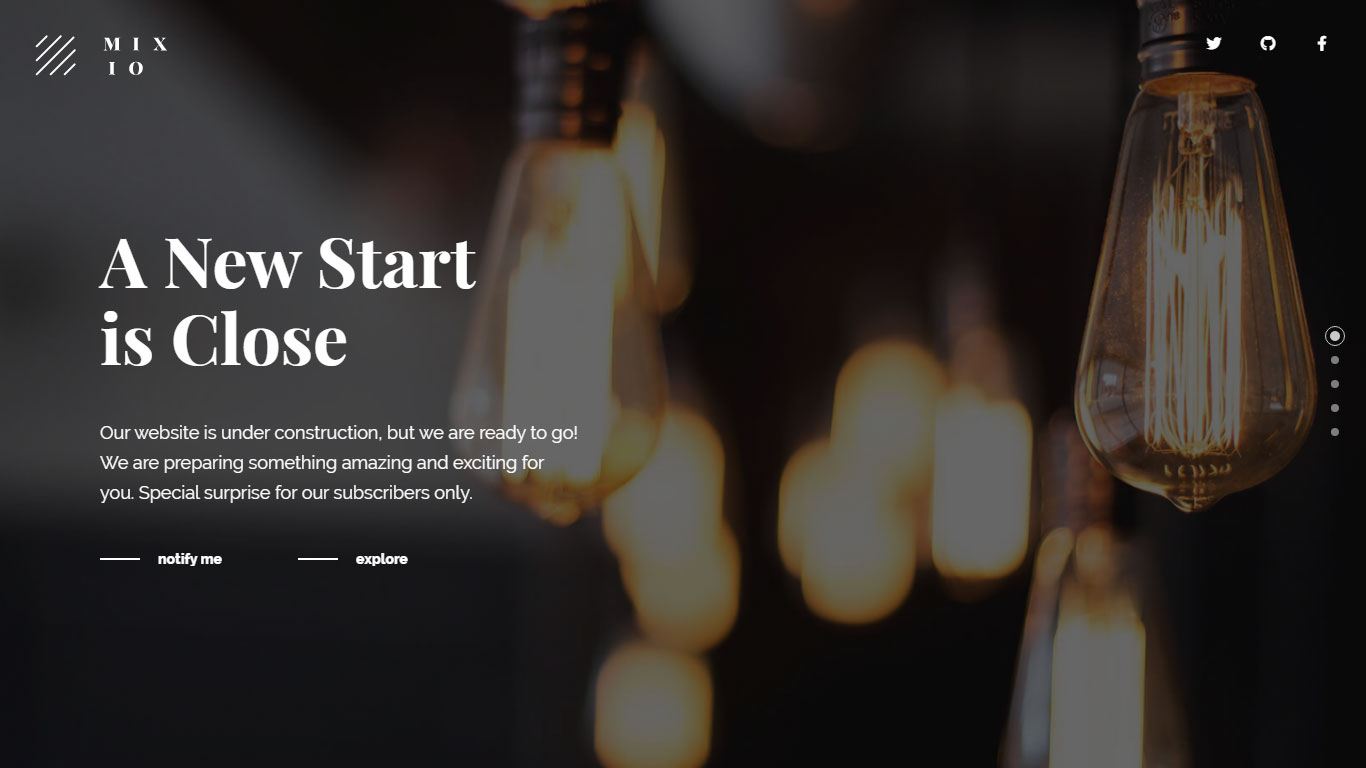 MIX
IO
A New Start
is Close
Our website is under construction, but we are ready to go!
We are preparing something amazing and exciting for
you. Special surprise for our subscribers only.
notify me
explore